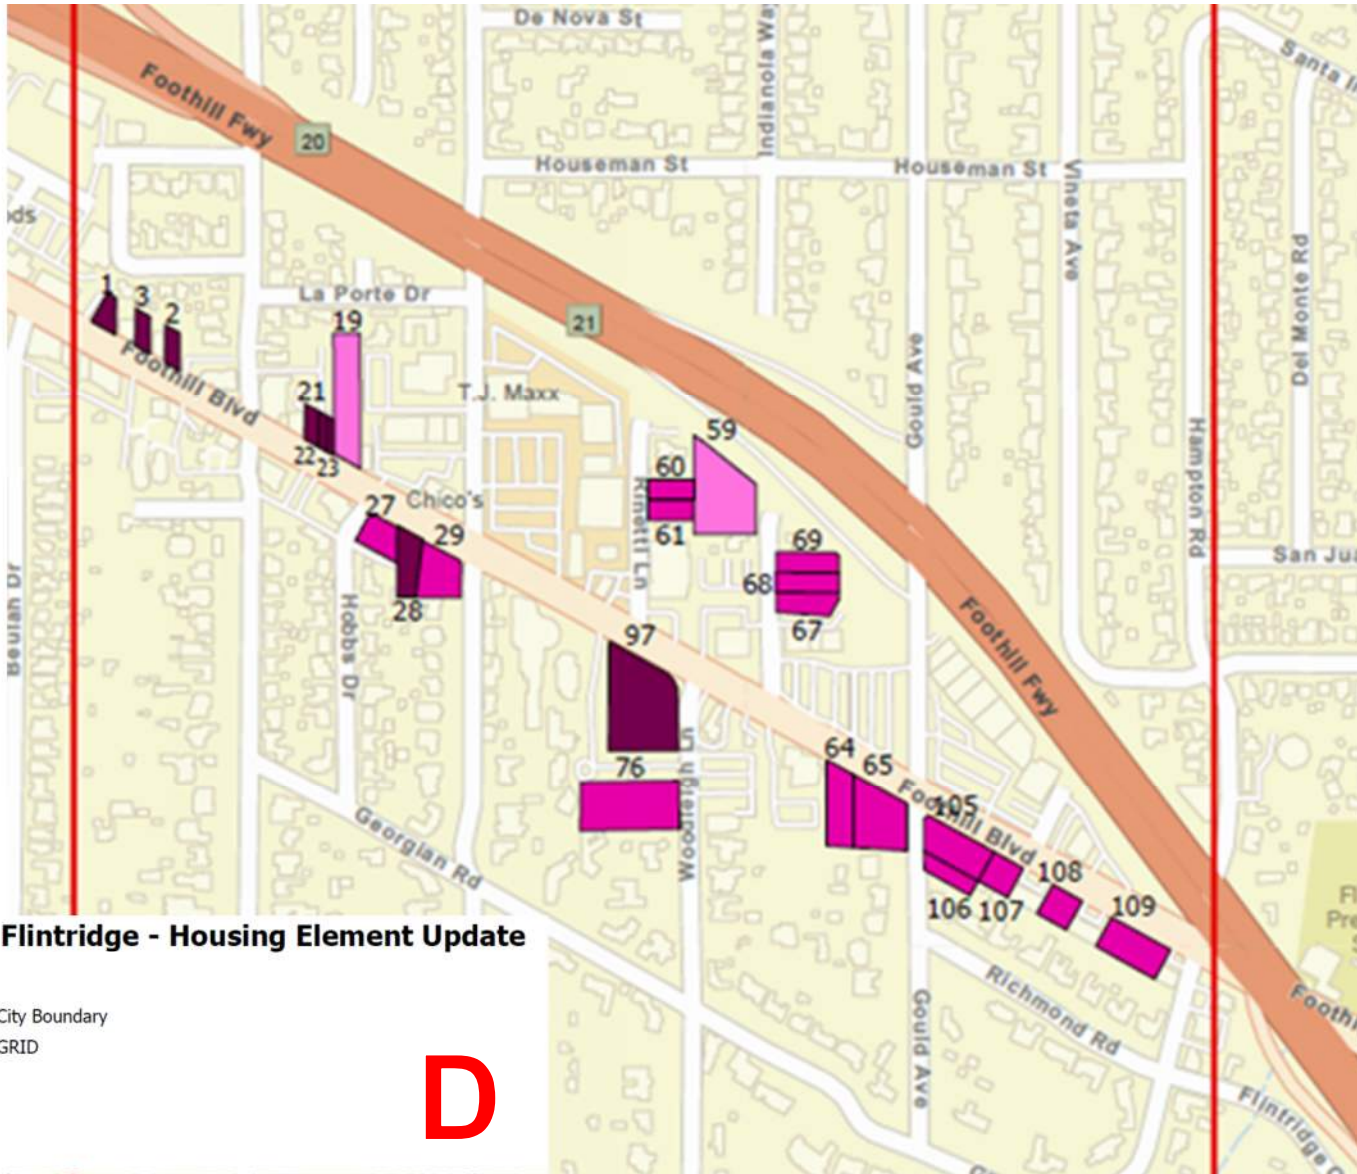 De Nova St
Indianola Way
Santa
Foothill Fwy
20
Houseman St
Houseman St
Vineta Ave
ods
Del Monte Rd
1
3
2
La Porte Dr
19
21
Foothill Blvd
Gould Ave
21
T.J. Maxx
22
23
59
60
Hampton Rd
Chico's
27
Rinetti Ln
61
29
69
San Jua
68
28
67
Beulah Dr
Hobbs Dr
97
Foothill Fwy
64
65
76
Woodleigh Ln
Foothill Blvd
105
Georgian Rd
108
106
107
109
Fl
Pre
S
Flintridge - Housing Element Update
Richmond Rd
Foothi
City Boundary
GRID
Gould Ave
D
Flintridge